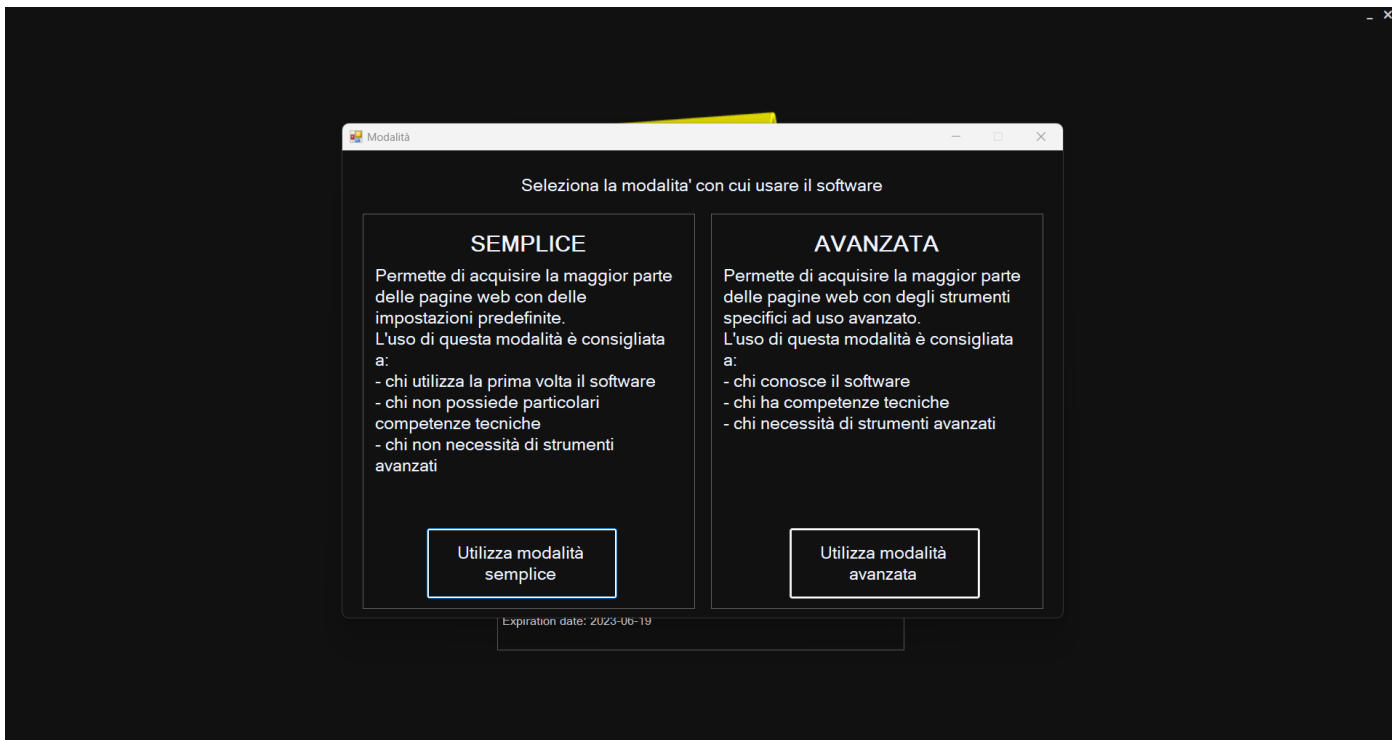 Modalità
Seleziona la modalita' con cui usare il software
SEMPLICE
Permette di acquisire la maggior parte
delle pagine web con delle
impostazioni predefinite.
L'uso di questa modalità è consigliata
a:
- chi utilizza la prima volta il software
- chi non possiede particolari
competenze tecniche
- chi non necessità di strumenti
avanzati
Utilizza modalità
semplice
AVANZATA
Permette di acquisire la maggior parte
delle pagine web con degli strumenti
specifici ad uso avanzato.
L'uso di questa modalità è consigliata
a:
- chi conosce il software
- chi ha competenze tecniche
- chi necessità di strumenti avanzati
Utilizza modalità
avanzata
Expiration date: 2023-06-19